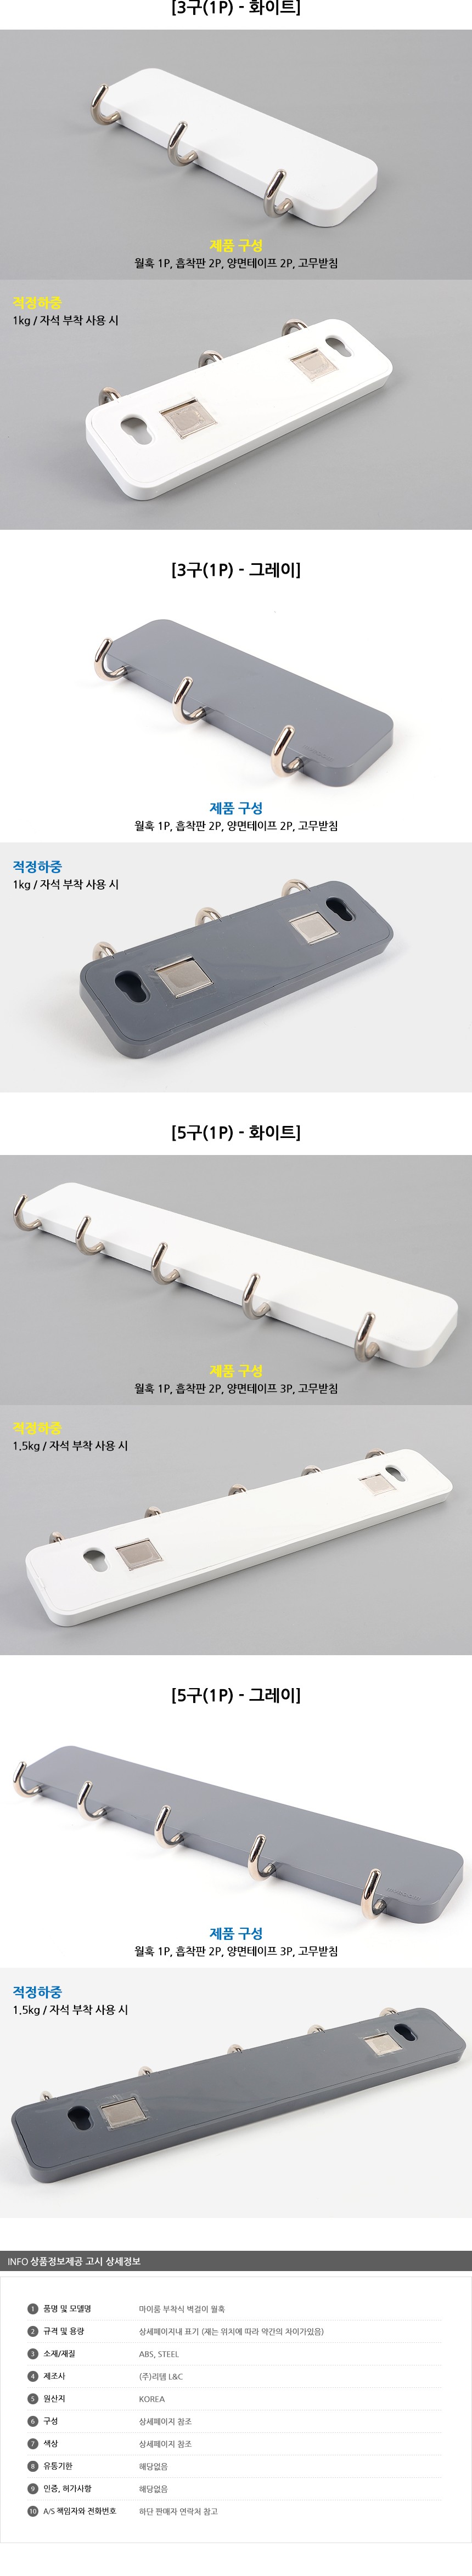 [3구(1P) - 화이트]
제품 구성
월훅 1P, 흡착판 2P, 양면테이프 2P, 고무받침
적정하중
1kg / 자석 부착 사용 시
[3구(1P) - 그레이]
제품 구성
월훅 1P, 흡착판 2P, 양면테이프 2P, 고무받침
적정하중
1kg / 자석 부착 사용 시
[5구(1P) - 화이트]
제품 구성
월훅 1P, 흡착판 2P, 양면테이프 3P, 고무받침
적정하중
1.5kg / 자석 부착 사용 시
[5구(1P) - 그레이]
제품 구성
월훅 1P, 흡착판 2P, 양면테이프 3P, 고무받침
적정하중
1.5kg / 자석 부착 사용 시
INFO 상품정보제공 고시 상세정보
1 품명 및 모델명 마이룸 부착식 벽걸이 월훅
2 규격 및 용량 상세페이지내 표기 (재는 위치에 따라 약간의 차이가있음)
3 소재/재질 ABS, STEEL
4 제조사 (주)리템 L&C
5 원산지 KOREA
6 구성 상세페이지 참조
7 색상 상세페이지 참조
8 유통기한 해당없음
9 인증, 허가사항 해당없음
10 A/S 책임자와 전화번호 하단 판매자 연락처 참고